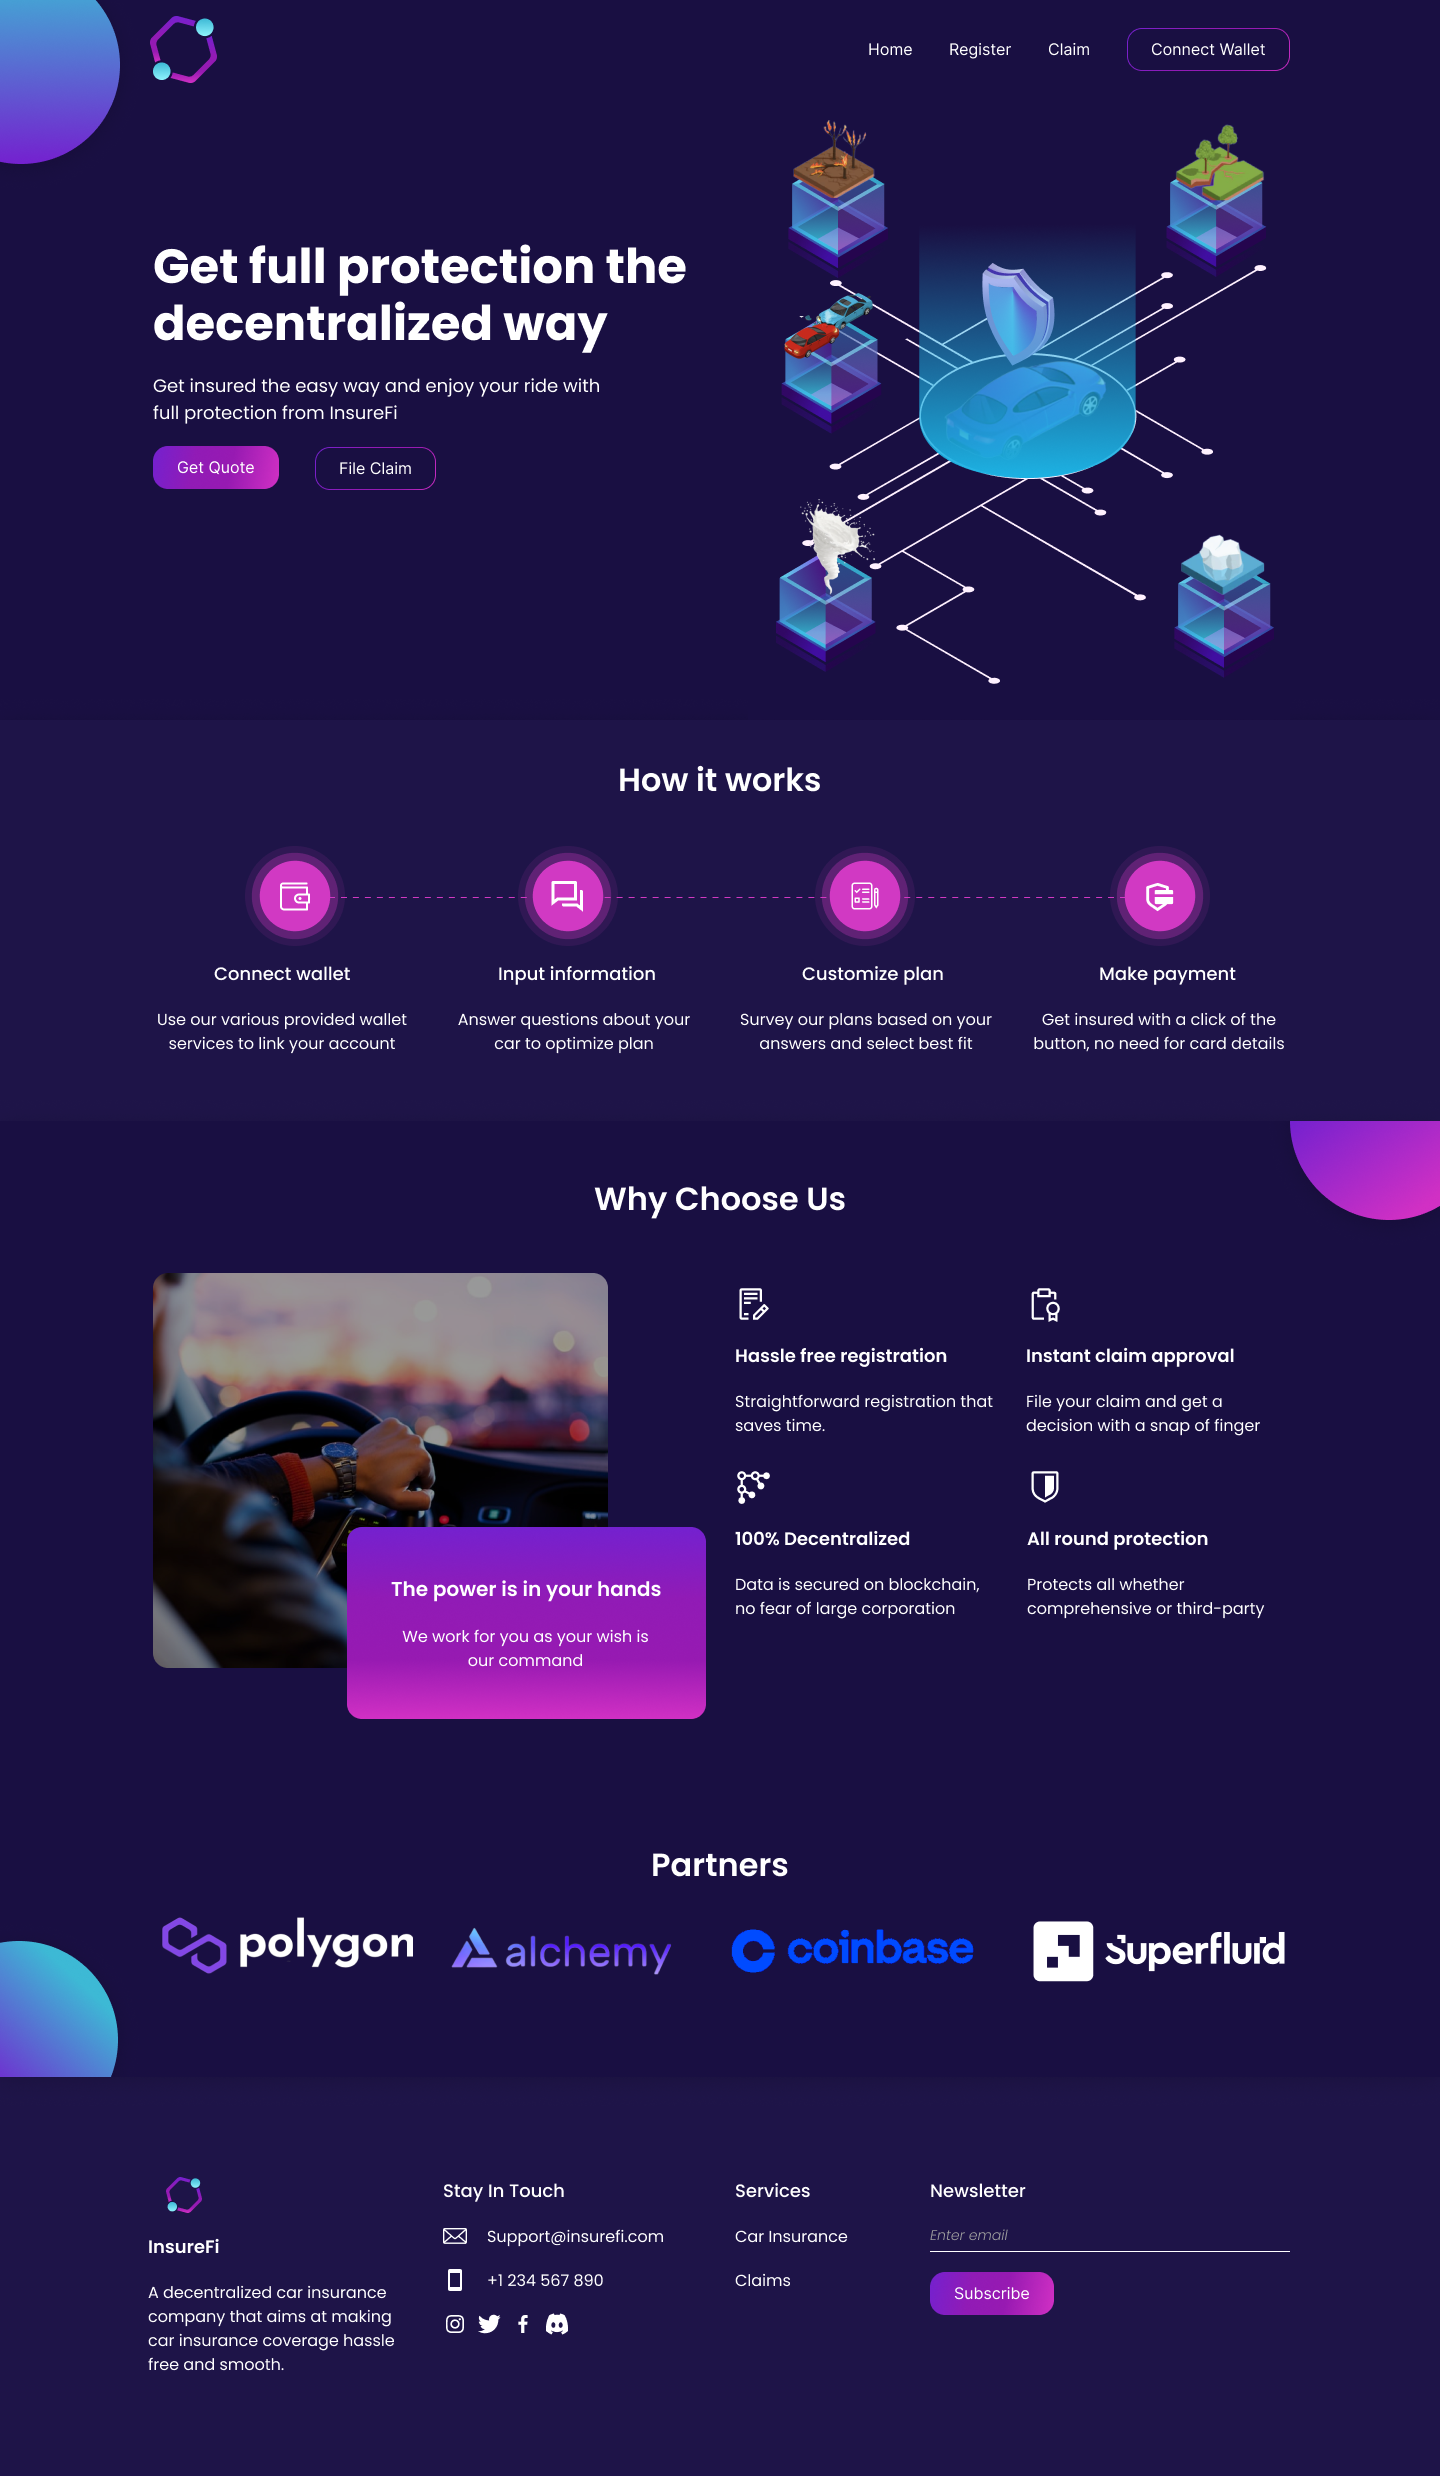 Home
Register
Claim
Connect Wallet
Get full protection the
decentralized way
Get insured the easy way and enjoy your ride with
full protection from InsureFi
Get Quote
File Claim
How it works
Connect wallet
Use our various provided wallet
services to link your account
Input information
Answer questions about your
car to optimize plan
Customize plan
Survey our plans based on your
answers and select best fit
Make payment
Get insured with a click of the
button, no need for card details
Why Choose Us
The power is in your hands
We work for you as your wish is
our command
Hassle free registration
Straightforward registration that
saves time.
Instant claim approval
File your claim and get a
decision with a snap of finger
100% Decentralized
Data is secured on blockchain,
no fear of large corporation
All round protection
Protects all whether
comprehensive or third-party
Partners
polygon
alchemy
coinbase
Superfluid
InsureFi
A decentralized car insurance
company that aims at making
car insurance coverage hassle
free and smooth.
Stay In Touch
Support@insurefi.com
+1 234 567 890
Services
Car Insurance
Claims
Newsletter
Enter email
Subscribe